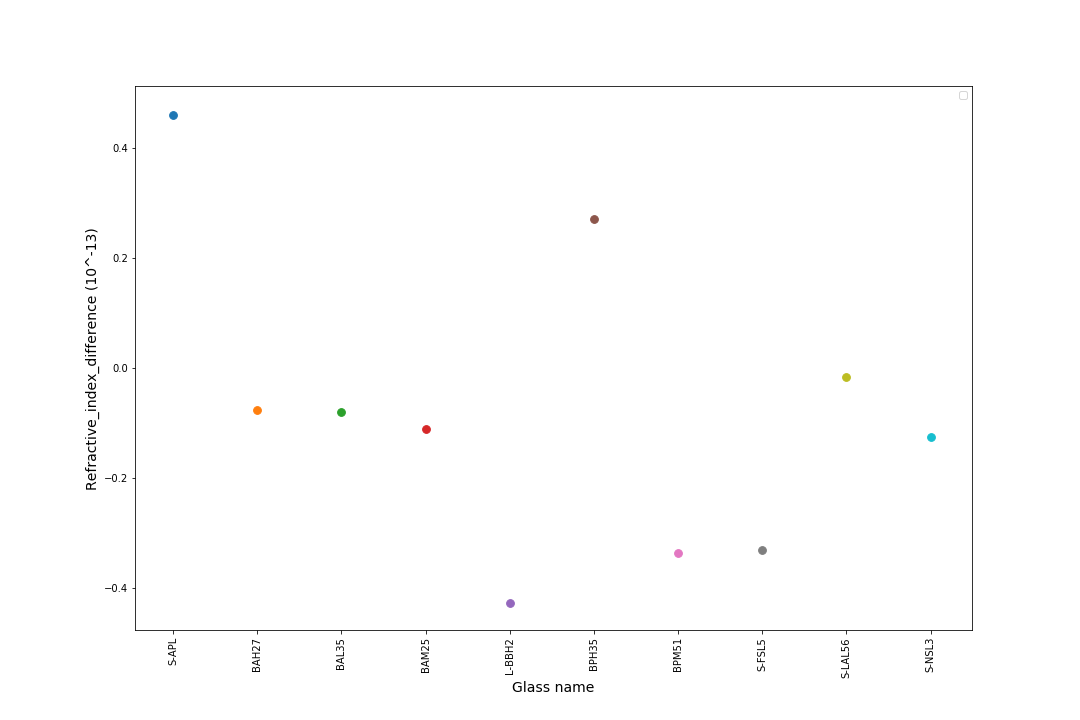 0.4
0.2
0.0
−0.2
−0.4
Refractive_index_difference (10^-13)
S-APL
BAH27
BAL35
BAM25
L-BBH2
BPH35
BPM51
S-FSL5
S-LAL56
S-NSL3
Glass name